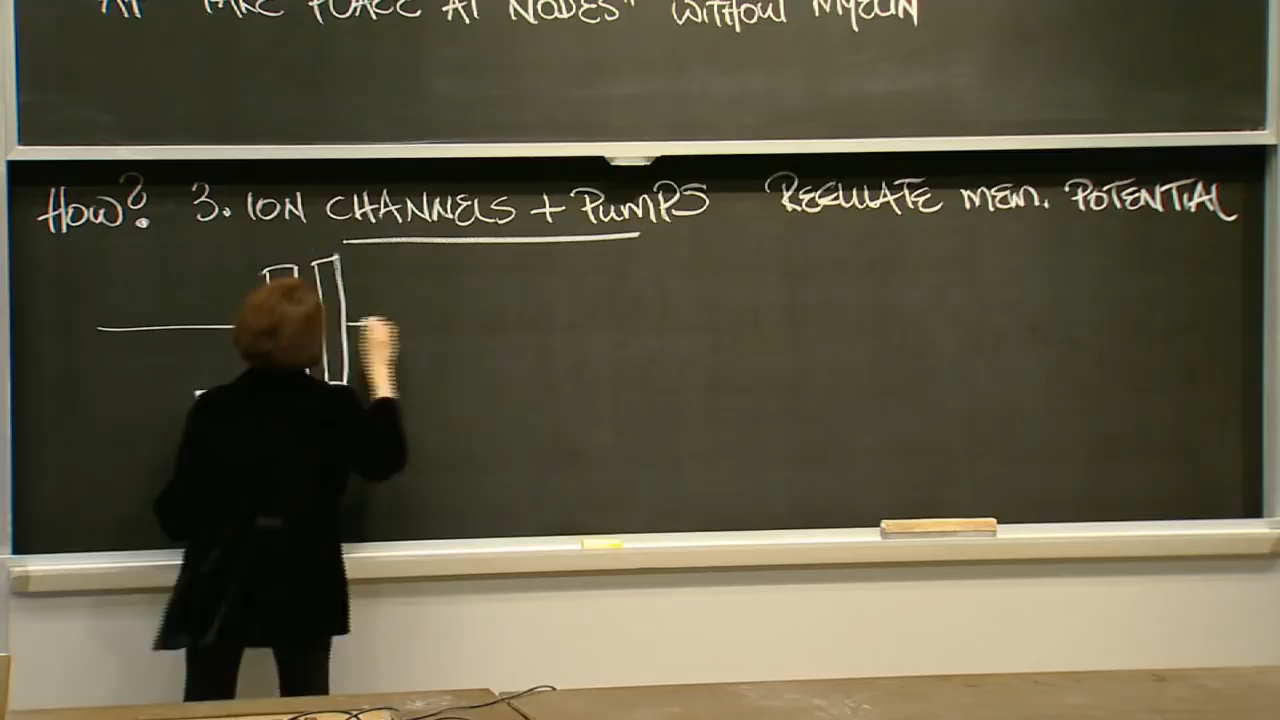 AP "TAKE PLACE AT NODES" WITHOUT MYELIN
How? 3. ION CHANNELS + PUMPS REGULATE MEM. POTENTIAL